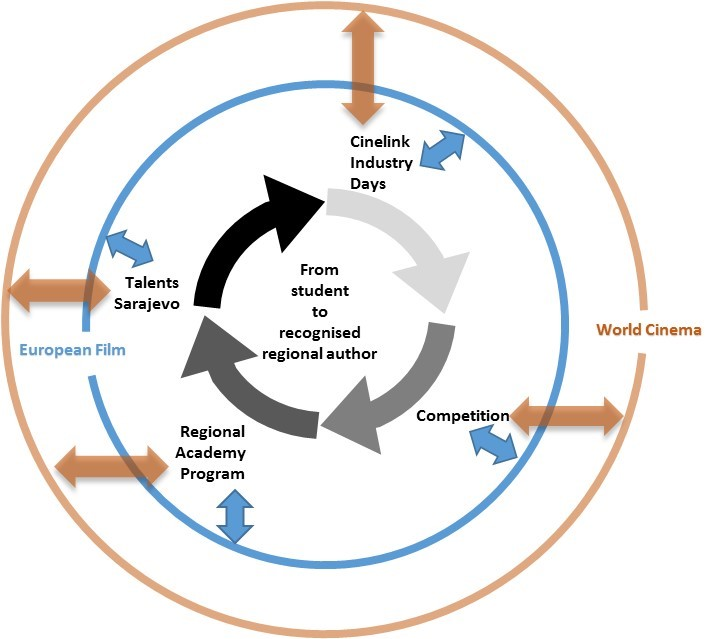 Cinelink
Industry
Days
From
student
to
recognised
regional author
Talents
Sarajevo
World Cinema
European Film
Competition
Regional
Academy
Program